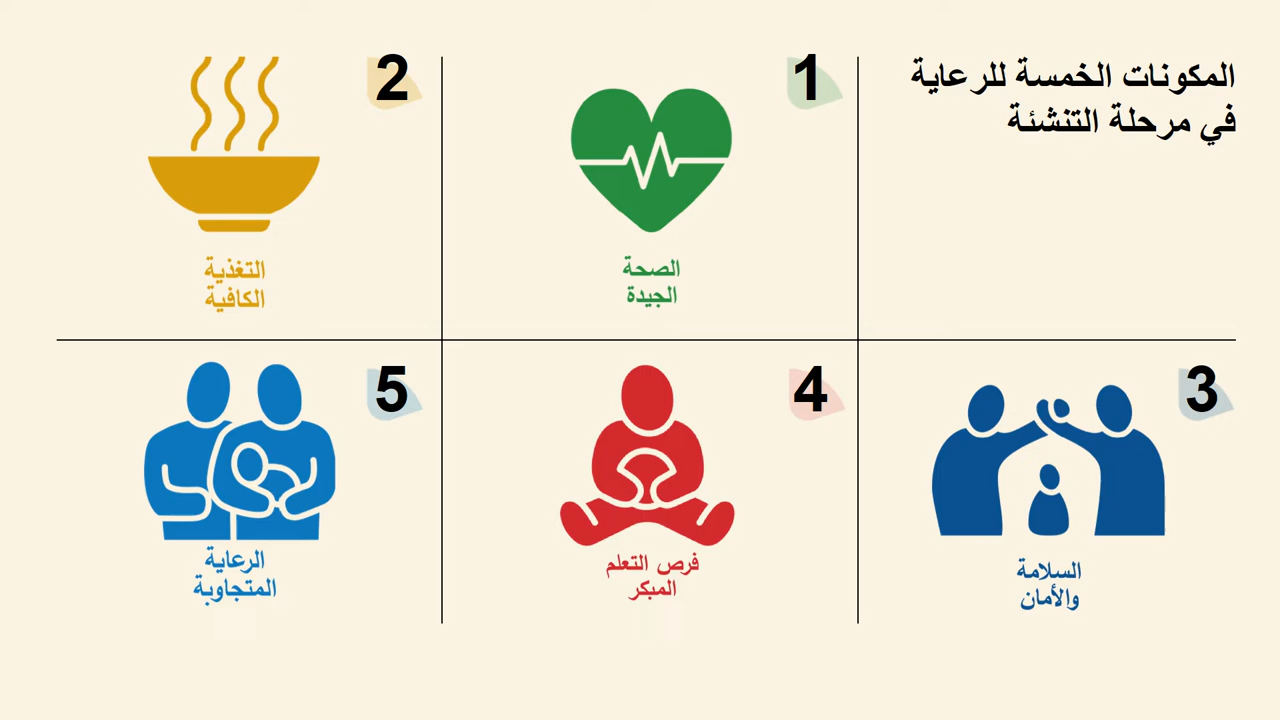 المكونات الخمسة للرعاية
في مرحلة التنشئة
1
الصحة
الجيدة
2
التغذية
الكافية
3
السلامة
والأمان
4
فرص التعلم
المبكر
5
الرعاية
المتجاوبة